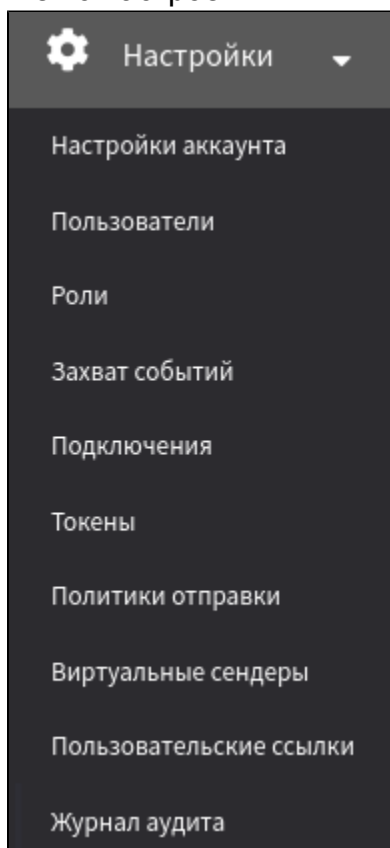 Настройки
Настройки аккаунта
Пользователи
Роли
Захват событий
Подключения
Токены
Политики отправки
Виртуальные сендеры
Пользовательские ссылки
Журнал аудита